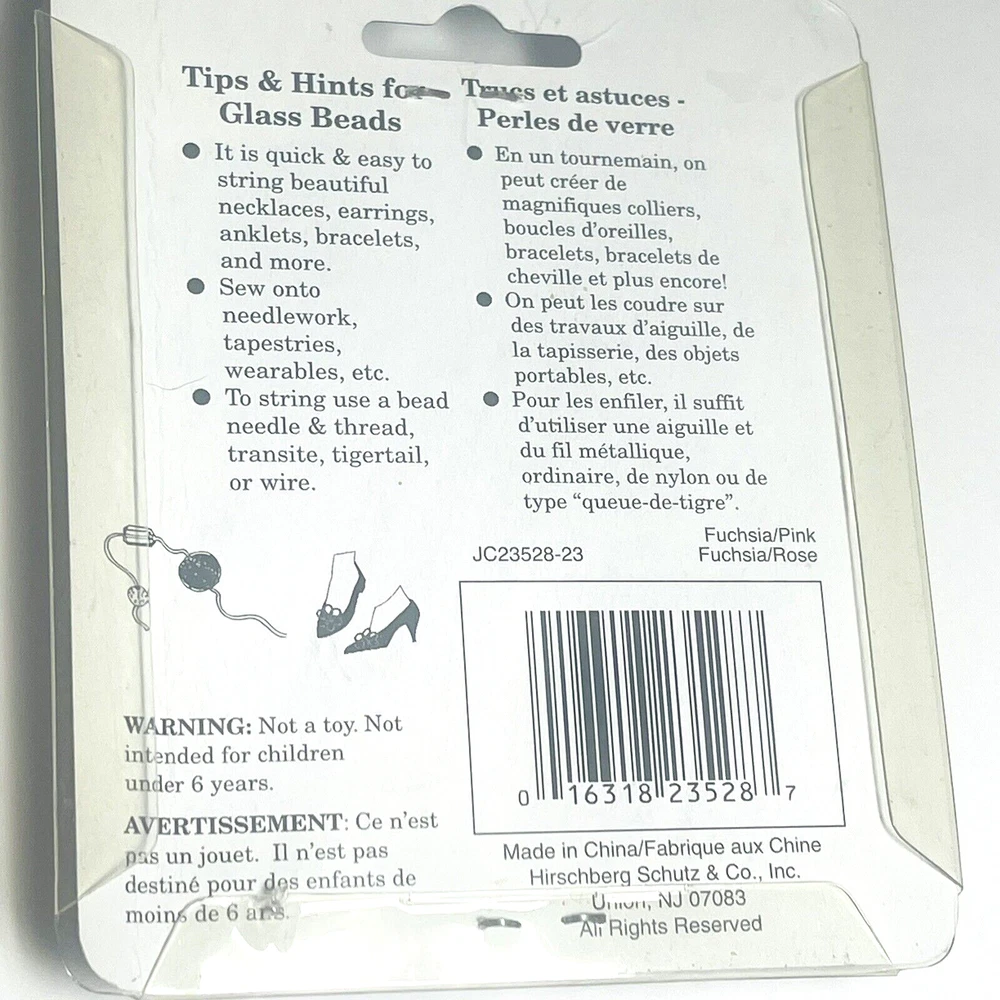 Tips & Hints for
Glass Beads
● It is quick & easy to
string beautiful
necklaces, earrings,
anklets, bracelets,
and more.
● Sew onto
needlework,
tapestries,
wearables, etc.
● To string use a bead
needle & thread,
transite, tigertail,
or wire.
Trucs et astuces -
Perles de verre
● En un tournemain, on
peut créer de
magnifiques colliers,
boucles d'oreilles,
bracelets, bracelets de
cheville et plus encore!
● On peut les coudre sur
des travaux d'aiguille, de
la tapisserie, des objets
portables, etc.
● Pour les enfiler, il suffit
d'utiliser une aiguille et
du fil métallique,
ordinaire, de nylon ou de
type “queue-de-tigre”.
Fuchsia/Pink
JC23528-23 Fuchsia/Rose
0 16318 23528 7
WARNING: Not a toy. Not
intended for children
under 6 years.
AVERTISSEMENT: Ce n'est
pas un jouet. Il n'est pas
destiné pour des enfants de
moins de 6 ans.
Made in China/Fabrique aux Chine
Hirschberg Schutz & Co., Inc.
Union, NJ 07083
All Rights Reserved